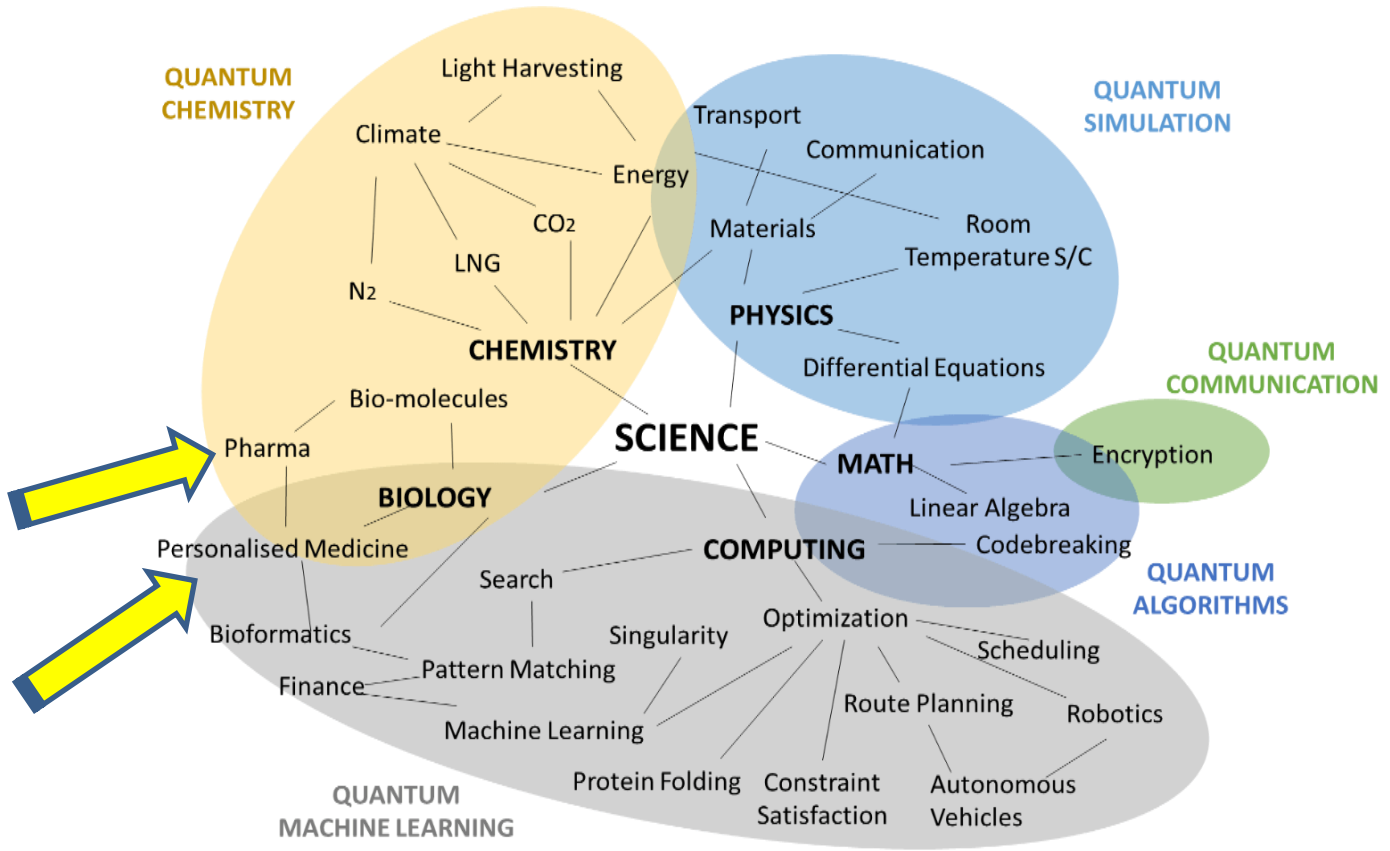 QUANTUM
CHEMISTRY
Light Harvesting
Climate
Energy
CO2
LNG
N2
CHEMISTRY
Bio-molecules
Pharma
BIOLOGY
Personalised Medicine
QUANTUM
SIMULATION
Transport
Communication
Materials
Room
Temperature S/C
PHYSICS
Differential Equations
QUANTUM
COMMUNICATION
SCIENCE
MATH
Encryption
Linear Algebra
Codebreaking
QUANTUM
ALGORITHMS
COMPUTING
Search
Optimization
Bioformatics
Singularity
Scheduling
Pattern Matching
Finance
Route Planning
Robotics
Machine Learning
Protein Folding
Constraint
Satisfaction
Autonomous
Vehicles
QUANTUM
MACHINE LEARNING